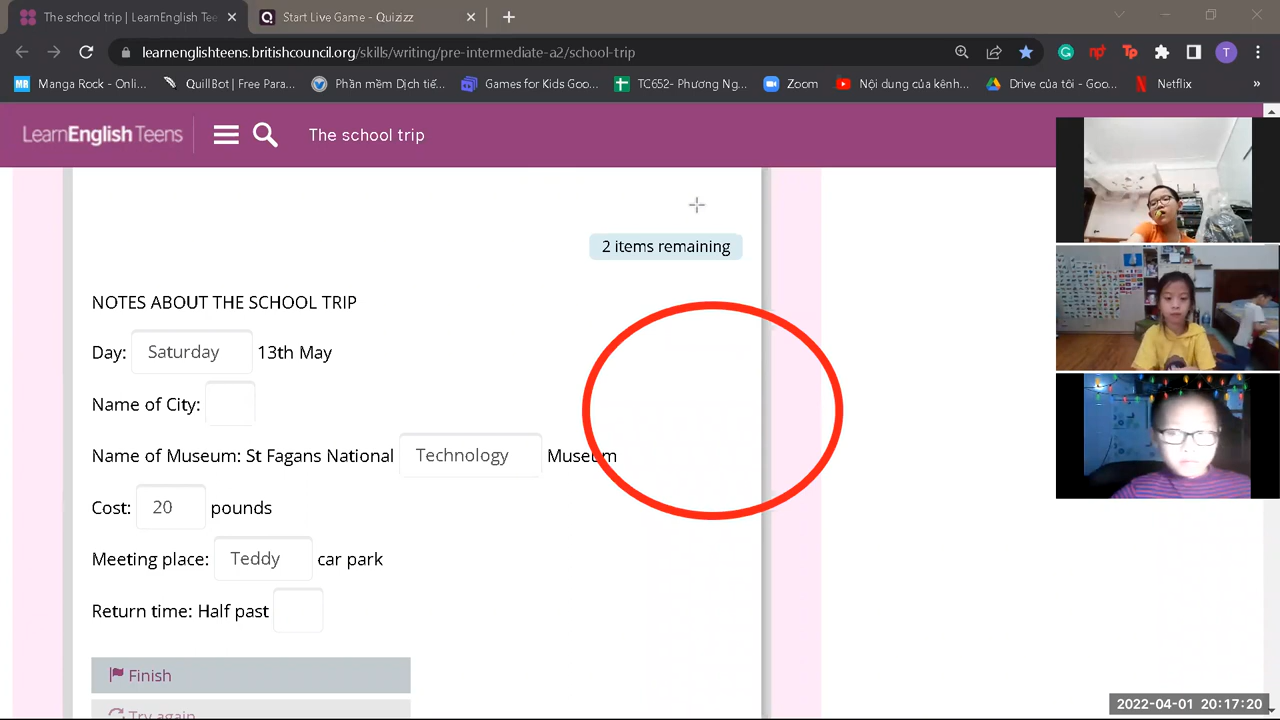 The school trip | LearnEnglish Tee
Start Live Game - Quizizz
learnenglishteens.britishcouncil.org/skills/writing/pre-intermediate-a2/school-trip
Manga Rock - Onli...
QuillBot | Free Para...
Phần mềm Dịch tiế...
Games for Kids Goo...
TC652- Phương Ng...
Zoom
Nội dung của kênh...
Drive của tôi - Goo...
Netflix
LearnEnglish Teens
The school trip
2 items remaining
NOTES ABOUT THE SCHOOL TRIP
Day: Saturday 13th May
Name of City:
Name of Museum: St Fagans National Technology Museum
Cost: 20 pounds
Meeting place: Teddy car park
Return time: Half past
Finish
Try again
2022-04-01 20:17:20